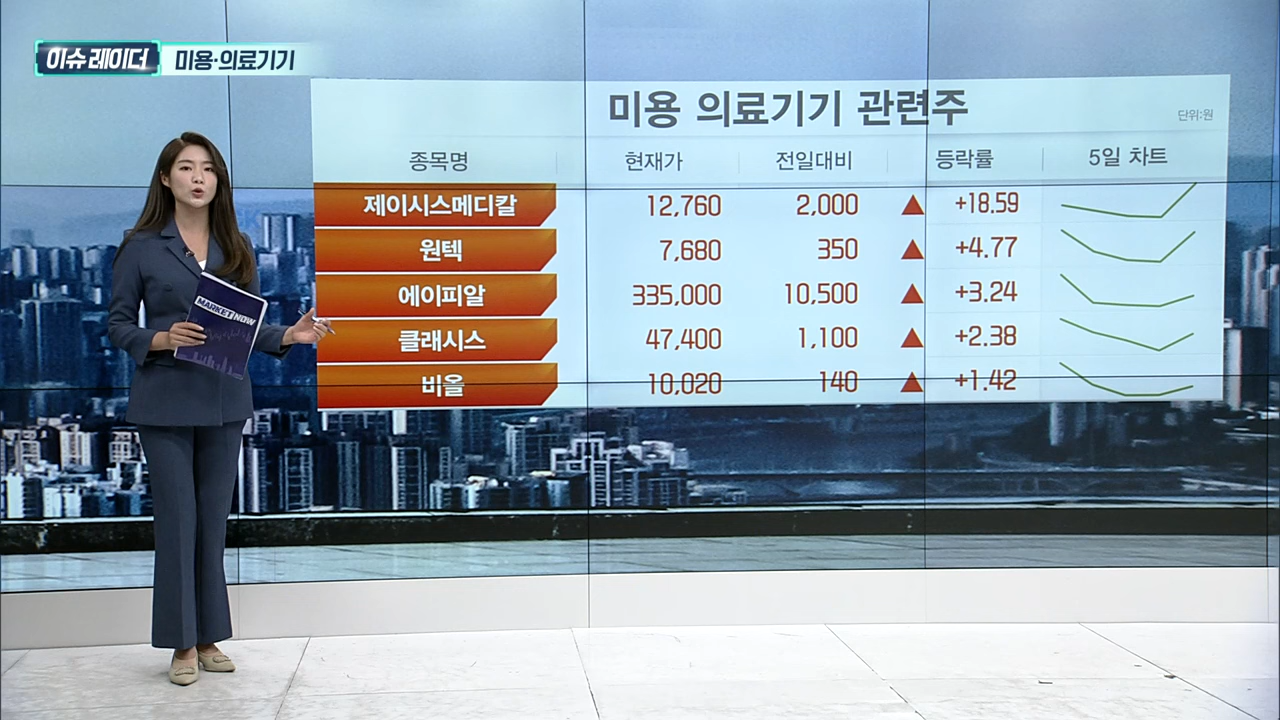 이슈 레이더 미용·의료기기
미용 의료기기 관련주
단위:원
종목명 현재가 전일대비 등락률 5일 차트
제이시스메디칼 12,760 2,000 ▲ +18.59
원텍 7,680 350 ▲ +4.77
에이피알 335,000 10,500 ▲ +3.24
클래시스 47,400 1,100 ▲ +2.38
비올 10,020 140 ▲ +1.42
MARKET NOW